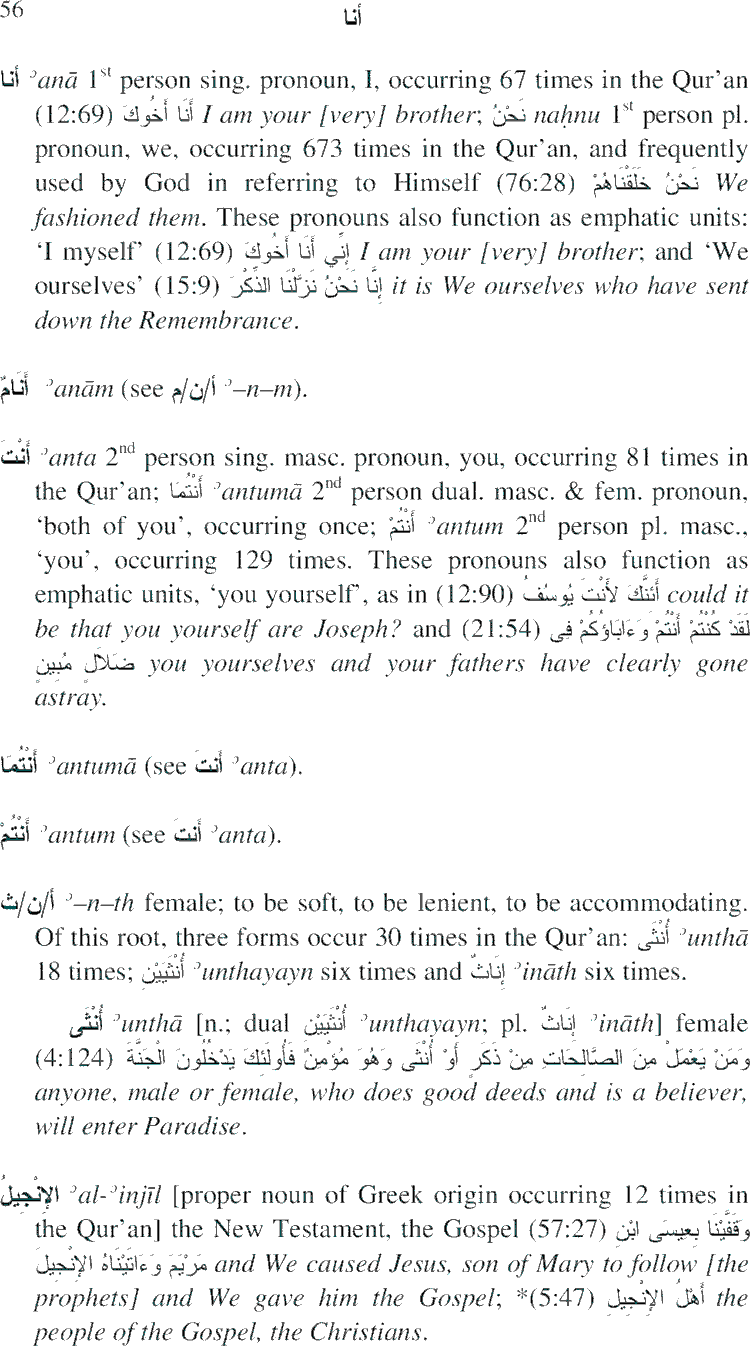 56
أنا
أنا ʾanā 1st person sing. pronoun, I, occurring 67 times in the Qur’an
(12:69) أَنَا أَخُوكَ I am your [very] brother; نَحْنُ naḥnu 1st person pl.
pronoun, we, occurring 673 times in the Qur’an, and frequently
used by God in referring to Himself (76:28) نَحْنُ خَلَقْنَاهُمْ We
fashioned them. These pronouns also function as emphatic units:
‘I myself’ (12:69) إِنِّي أَنَا أَخُوكَ I am your [very] brother; and ‘We
ourselves’ (15:9) إِنَّا نَحْنُ نَزَّلْنَا الذِّكْرَ it is We ourselves who have sent
down the Remembrance.
أَنَامٌ ʾanām (see أ/ن/م ʾ–n–m).
أَنْتَ ʾanta 2nd person sing. masc. pronoun, you, occurring 81 times in
the Qur’an; أَنْتُمَا ʾantumā 2nd person dual. masc. & fem. pronoun,
‘both of you’, occurring once; أَنْتُمْ ʾantum 2nd person pl. masc.,
‘you’, occurring 129 times. These pronouns also function as
emphatic units, ‘you yourself’, as in (12:90) أَئِنَّكَ لأَنْتَ يُوسُفُ could it
be that you yourself are Joseph? and (21:54) لَقَدْ كُنْتُمْ أَنْتُمْ وَءَابَاؤُكُمْ فِى
ضَلَالٍ مُبِينٍ you yourselves and your fathers have clearly gone
astray.
أَنْتُمَا ʾantumā (see أَنتَ ʾanta).
أَنْتُمْ ʾantum (see أَنتَ ʾanta).
أ/ن/ث ʾ–n–th female; to be soft, to be lenient, to be accommodating.
Of this root, three forms occur 30 times in the Qur’an: أُنْثَى ʾunthā
18 times; أُنْثَيَيْنِ ʾunthayayn six times and إِنَاثٌ ʾināth six times.
أُنْثَى ʾunthā [n.; dual أُنْثَيَيْنِ ʾunthayayn; pl. إِنَاثٌ ʾināth] female
(4:124) وَمَنْ يَعْمَلْ مِنَ الصَّالِحَاتِ مِنْ ذَكَرٍ أَوْ أُنْثَى وَهُوَ مُؤْمِنٌ فَأُولَئِكَ يَدْخُلُونَ الْجَنَّةَ
anyone, male or female, who does good deeds and is a believer,
will enter Paradise.
الإِنْجِيلُ ʾal-ʾinjīl [proper noun of Greek origin occurring 12 times in
the Qur’an] the New Testament, the Gospel (57:27) وَقَفَّيْنَا بِعِيسَى ابْنِ
مَرْيَمَ وَءَاتَيْنَاهُ الإِنْجِيلَ and We caused Jesus, son of Mary to follow [the
prophets] and We gave him the Gospel; *(5:47) أَهْلُ الإِنْجِيلِ the
people of the Gospel, the Christians.